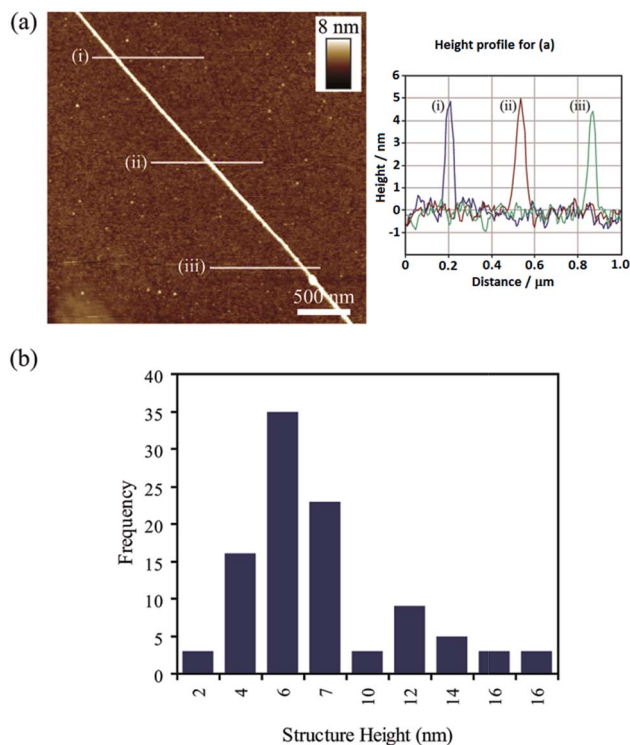 (a)
8 nm
(i)
(ii)
(iii)
500 nm
Height profile for (a)
Height / nm
6
5
4
3
2
1
0
-1
(i)
(ii)
(iii)
0
0.2
0.4
0.6
0.8
1.0
Distance / μm
(b)
Frequency
40
35
30
25
20
15
10
5
0
2
4
6
7
10
12
14
16
16
Structure Height (nm)